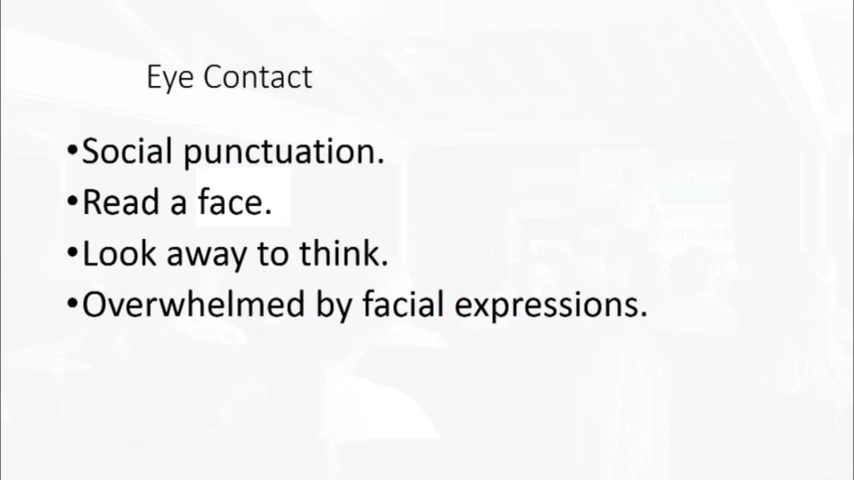 Eye Contact
•Social punctuation.
•Read a face.
•Look away to think.
•Overwhelmed by facial expressions.